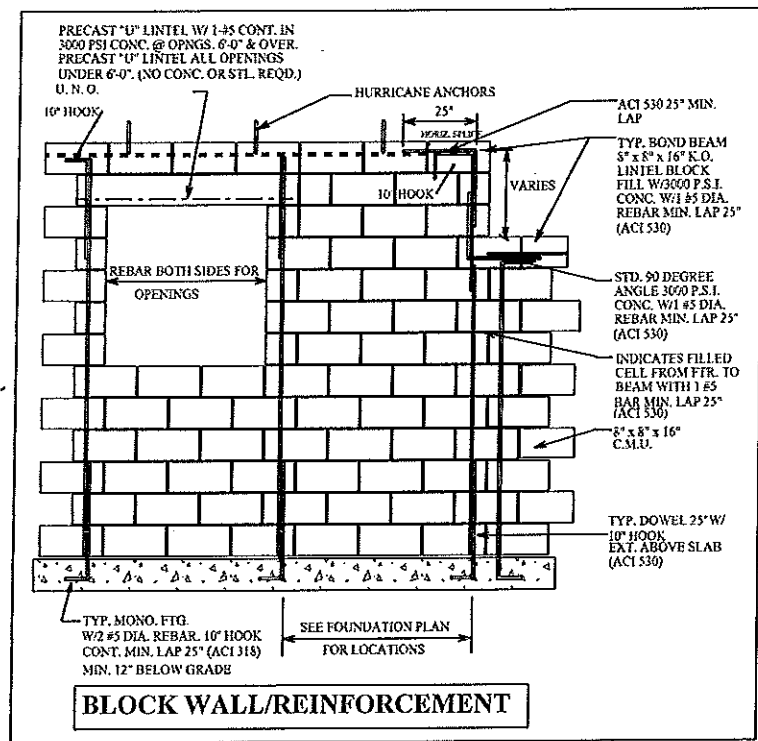 PRECAST "U" LINTEL W/ 1-#5 CONT. IN
3000 PSI CONC. @ OPNGS. 6'-0" & OVER.
PRECAST "U" LINTEL ALL OPENINGS
UNDER 6'-0". (NO CONC. OR STL. REQD.)
U. N. O.
10" HOOK
HURRICANE ANCHORS
25"
HORIZ. SPLICE
ACI 530 25" MIN.
LAP
TYP. BOND BEAM
8" x 8" x 16" K.O.
LINTEL BLOCK
FILL W/3000 P.S.I.
CONC. W/1 #5 DIA.
REBAR MIN. LAP 25"
(ACI 530)
10" HOOK
VARIES
REBAR BOTH SIDES FOR
OPENINGS
STD. 90 DEGREE
ANGLE 3000 P.S.I.
CONC. W/1 #5 DIA.
REBAR MIN. LAP 25"
(ACI 530)
INDICATES FILLED
CELL FROM FTR. TO
BEAM WITH 1 #5
BAR MIN. LAP 25"
(ACI 530)
8" x 8" x 16"
C.M.U.
TYP. DOWEL 25" W/
10" HOOK
EXT. ABOVE SLAB
(ACI 530)
TYP. MONO. FTG.
W/2 #5 DIA. REBAR. 10" HOOK
CONT. MIN. LAP 25" (ACI 318)
MIN. 12" BELOW GRADE
SEE FOUNDATION PLAN
FOR LOCATIONS
BLOCK WALL/REINFORCEMENT